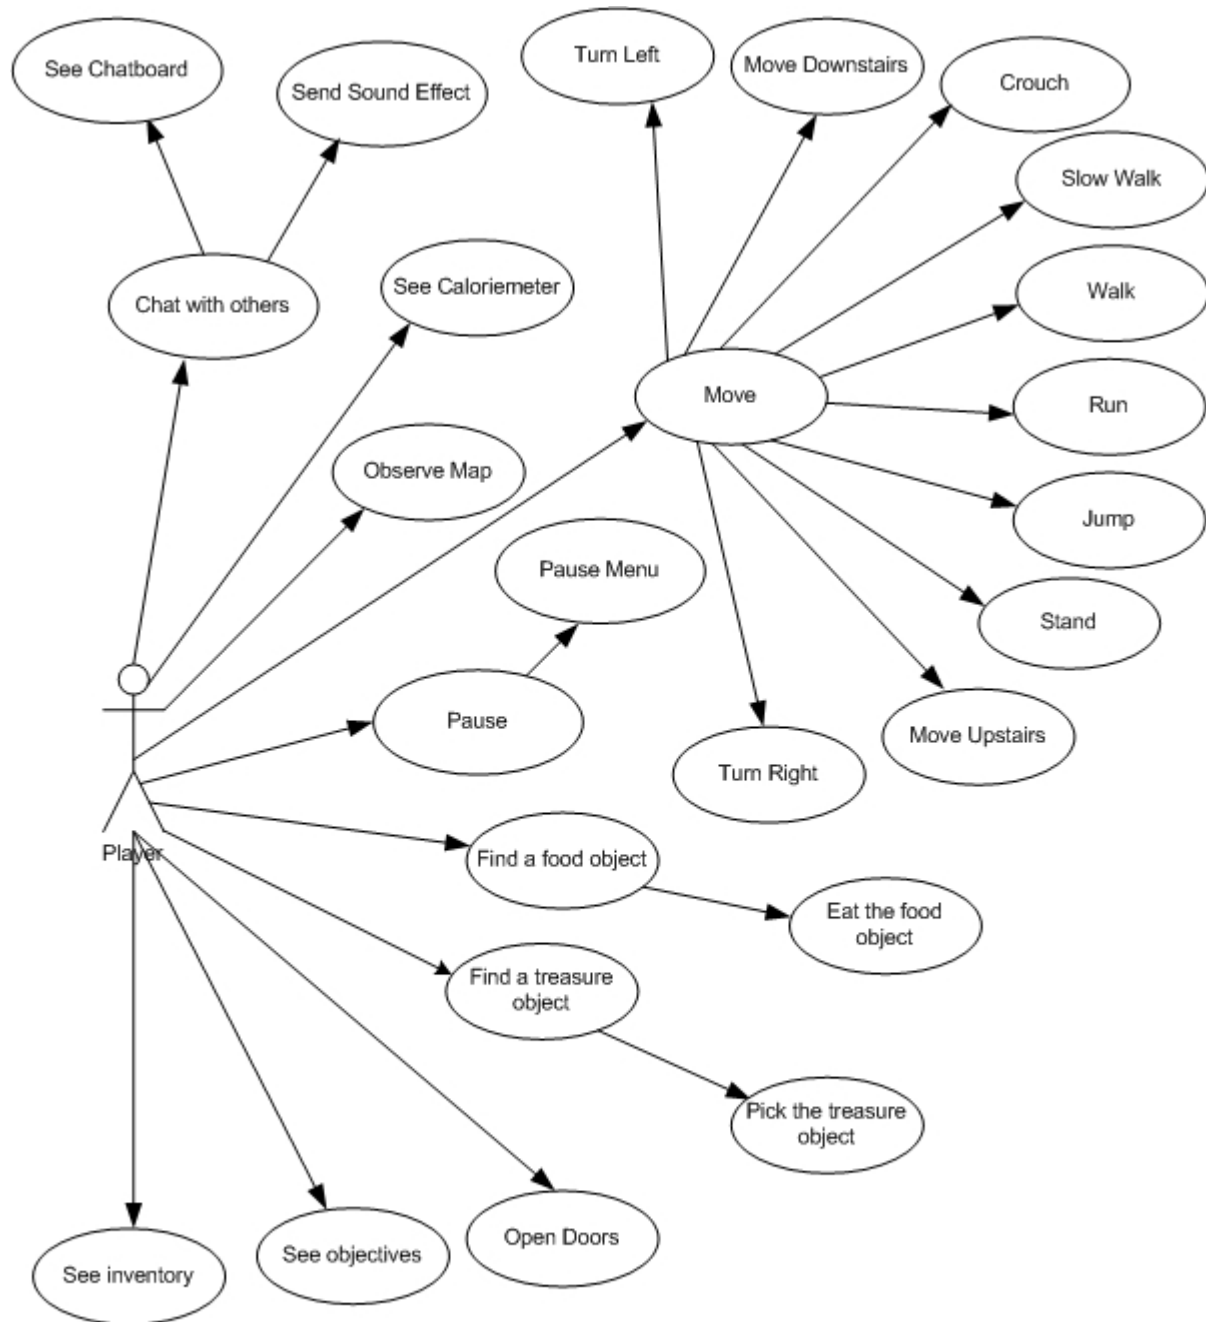 Turn Left
Move Downstairs
See Chatboard
Crouch
Send Sound Effect
Slow Walk
See Caloriemeter
Walk
Chat with others
Move
Run
Observe Map
Jump
Pause Menu
Stand
Pause
Move Upstairs
Turn Right
Player
Find a food object
Eat the food
object
Find a treasure
object
Pick the treasure
object
Open Doors
See objectives
See inventory